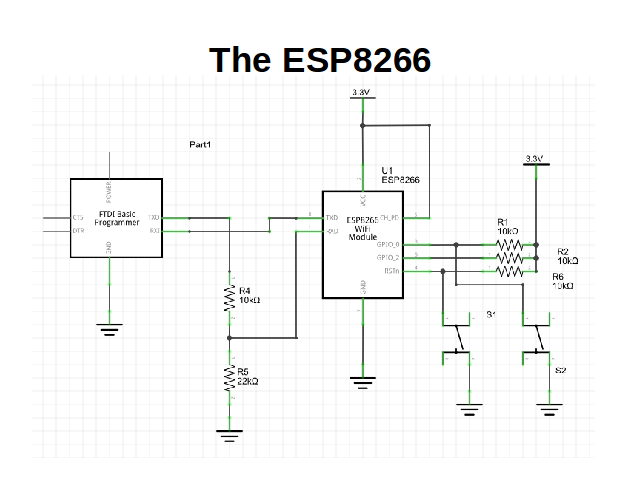 The ESP8266
3.3V
Part1
U1
ESP8266
3.3V
POWER
VCC
FTDI Basic
Programmer
CTS
DTR
TXO
RXI
GND
ESP8266
WiFi
Module
TXD
RXD
CH_PD
GPIO_0
GPIO_2
RSTn
GND
R1
10kΩ
R2
10kΩ
R6
10kΩ
R4
10kΩ
R5
22kΩ
S1
S2